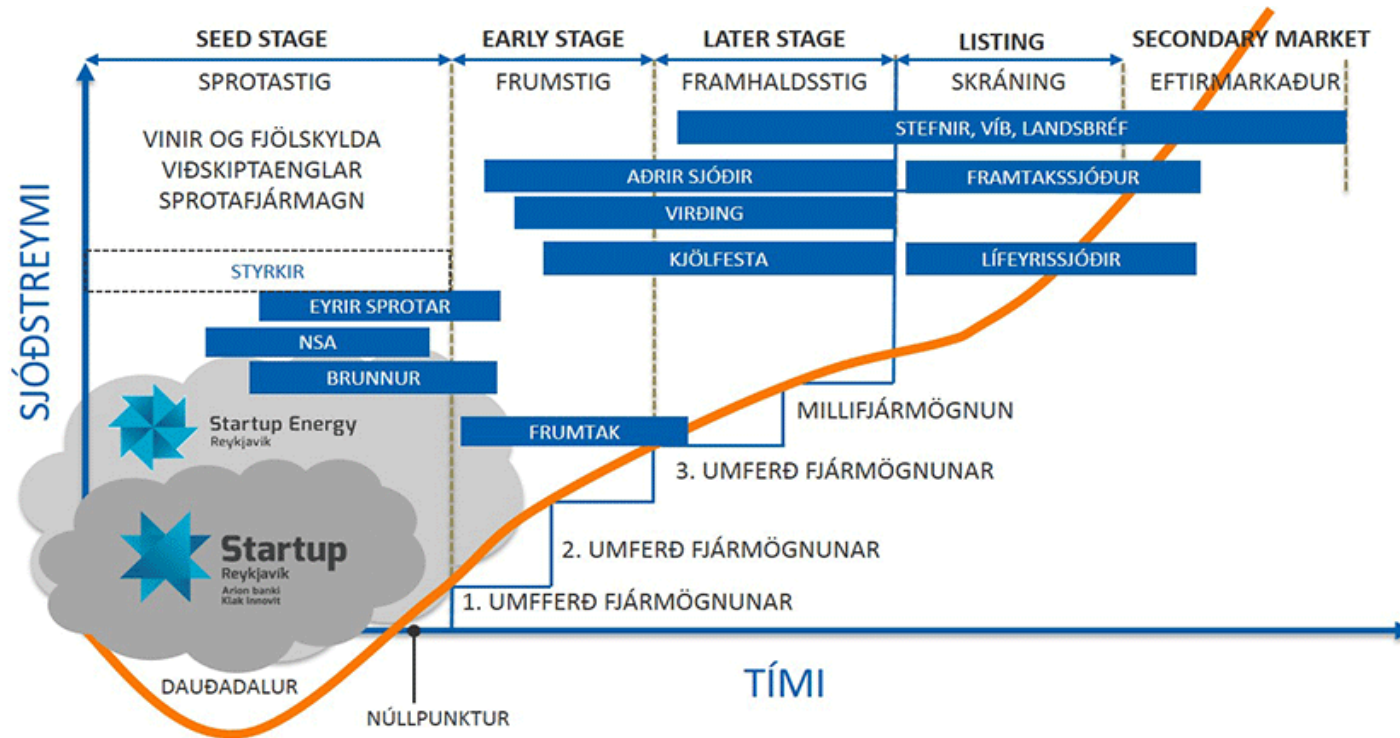 SEED STAGE
EARLY STAGE
LATER STAGE
LISTING
SECONDARY MARKET
SPROTASTIG
FRUMSTIG
FRAMHALDSSTIG
SKRÁNING
EFTIRMARKAÐUR
VINIR OG FJÖLSKYLDA
VIÐSKIPTAENGLAR
SPROTAFJÁRMAGN
STEFNIR, VÍB, LANDSBRÉF
AÐRIR SJÓÐIR
FRAMTAKSSJÓÐUR
VIRÐING
KJÖLFESTA
LÍFEYRISSJÓÐIR
STYRKIR
EYRIR SPROTAR
NSA
BRUNNUR
FRUMTAK
SJÓÐSTREYMI
Startup Energy
Reykjavik
Startup
Reykjavík
Arion banki
Klak Innovit
MILLIFJÁRMÖGNUN
3. UMFERÐ FJÁRMÖGNUNAR
2. UMFERÐ FJÁRMÖGNUNAR
1. UMFFERÐ FJÁRMÖGNUNAR
TÍMI
DAUÐADALUR
NÚLLPUNKTUR